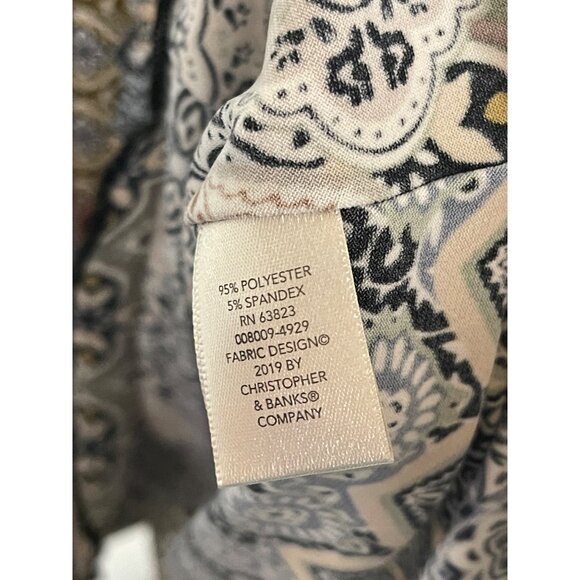 95% POLYESTER
5% SPANDEX
RN 63823
008009-4929
FABRIC DESIGN©
2019 BY
CHRISTOPHER
& BANKS®
COMPANY